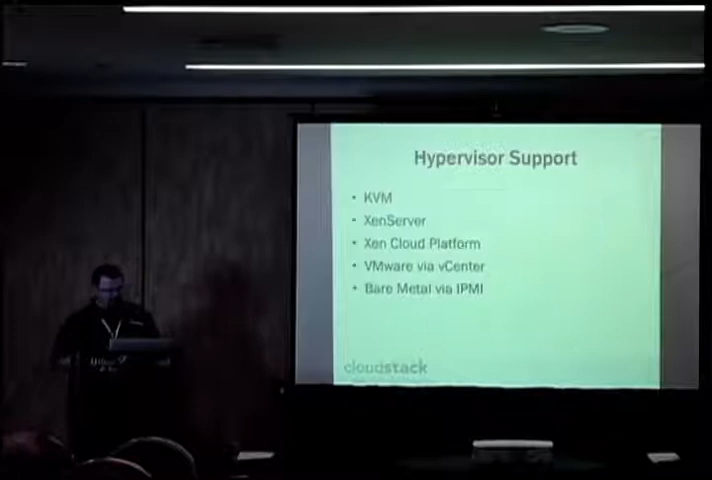 Hypervisor Support
• KVM
• XenServer
• Xen Cloud Platform
• VMware via vCenter
• Bare Metal via IPMI
cloudstack